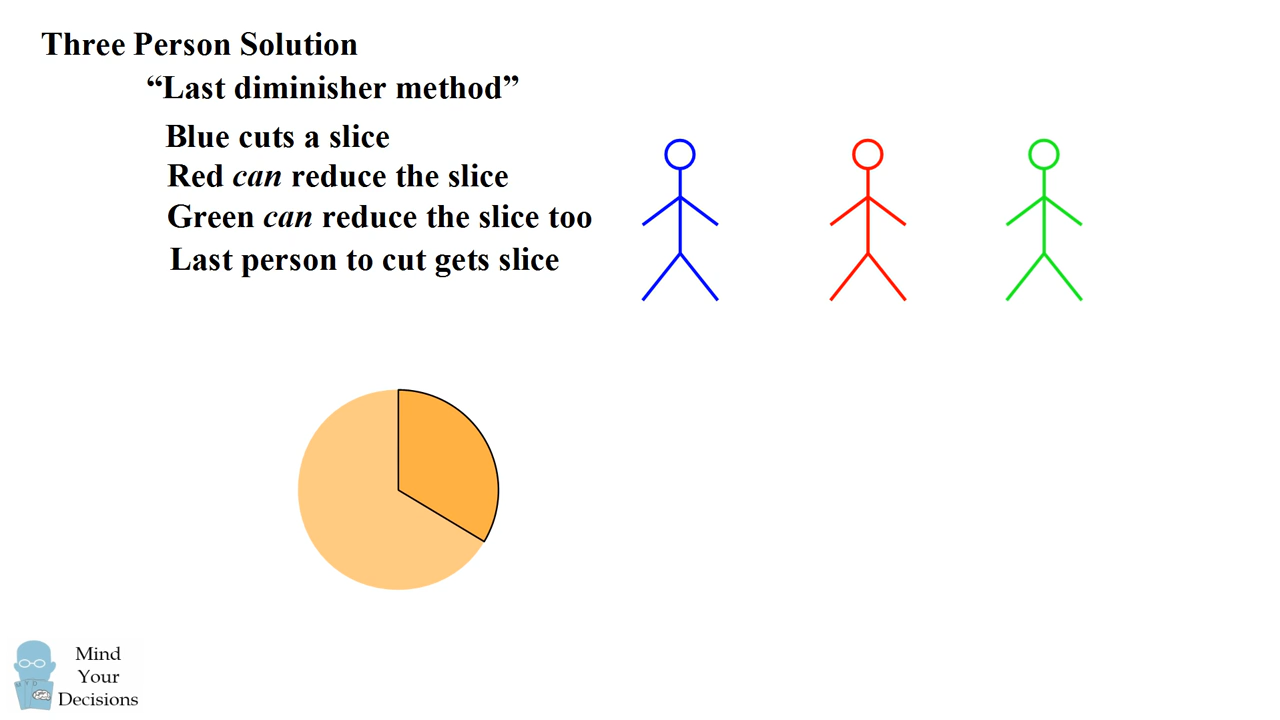 Three Person Solution
“Last diminisher method”
Blue cuts a slice
Red can reduce the slice
Green can reduce the slice too
Last person to cut gets slice
Mind
Your
Decisions